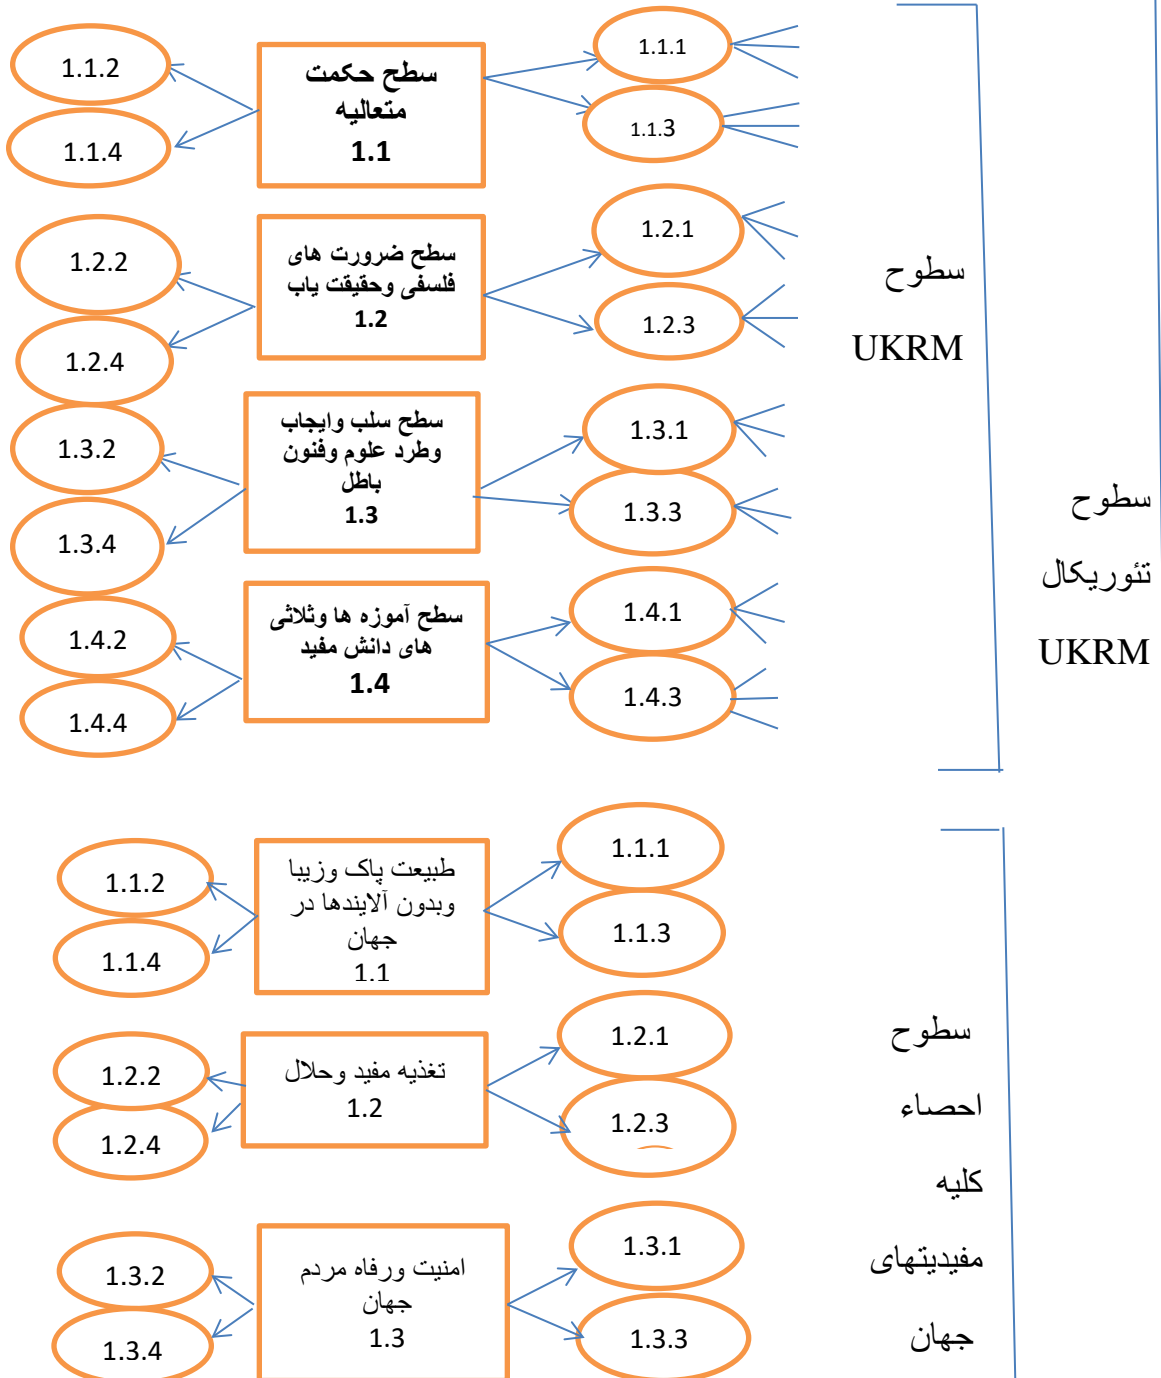 1.1.1
1.1.3
سطح حکمت
متعالیه
1.1
1.1.2
1.1.4
1.2.1
1.2.3
سطح ضرورت های
فلسفی وحقیقت یاب
1.2
1.2.2
1.2.4
1.3.1
1.3.3
سطح سلب وایجاب
وطرد علوم وفنون
باطل
1.3
1.3.2
1.3.4
1.4.1
1.4.3
سطح آموزه ها وثلاثی
های دانش مفید
1.4
1.4.2
1.4.4
سطوح
UKRM
سطوح
تئوریکال
UKRM
1.1.1
1.1.3
طبیعت پاک وزیبا
وبدون آلایندها در
جهان
1.1
1.1.2
1.1.4
1.2.1
1.2.3
تغذیه مفید وحلال
1.2
1.2.2
1.2.4
1.3.1
1.3.3
امنیت ورفاه مردم
جهان
1.3
1.3.2
1.3.4
سطوح
احصاء
کلیه
مفیدیتهای
جهان